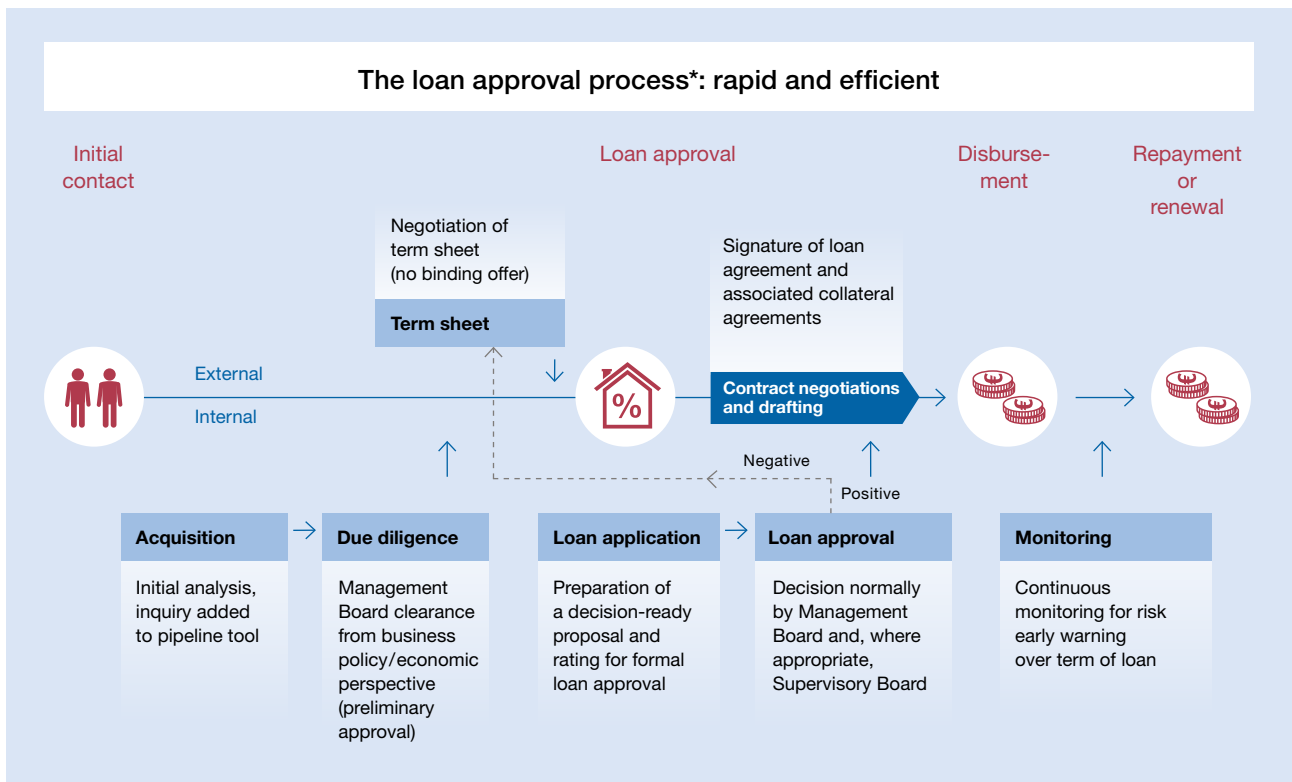 The loan approval process*: rapid and efficient
Initial
contact
Loan approval
Disburse-
ment
Repayment
or
renewal
Negotiation of
term sheet
(no binding offer)
Term sheet
Signature of loan
agreement and
associated collateral
agreements
Contract negotiations
and drafting
External
Internal
%
Negative
Positive
Acquisition
Initial analysis,
inquiry added
to pipeline tool
Due diligence
Management
Board clearance
from business
policy/economic
perspective
(preliminary
approval)
Loan application
Preparation of
a decision-ready
proposal and
rating for formal
loan approval
Loan approval
Decision normally
by Management
Board and, where
appropriate,
Supervisory Board
Monitoring
Continuous
monitoring for risk
early warning
over term of loan